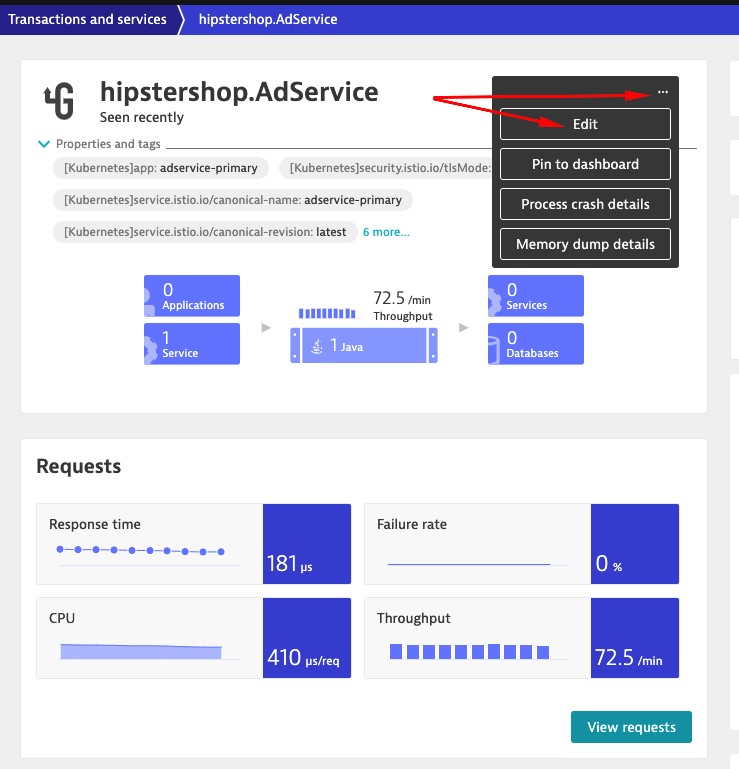 Transactions and services
hipstershop.AdService
hipstershop.AdService
Seen recently
...
Edit
Pin to dashboard
Process crash details
Memory dump details
Properties and tags
[Kubernetes]app: adservice-primary
[Kubernetes]security.istio.io/tlsMode:
[Kubernetes]service.istio.io/canonical-name: adservice-primary
[Kubernetes]service.istio.io/canonical-revision: latest
6 more...
0
Applications
1
Service
72.5 /min
Throughput
1 Java
0
Services
0
Databases
Requests
Response time
181 µs
Failure rate
0 %
CPU
410 µs/req
Throughput
72.5 /min
View requests